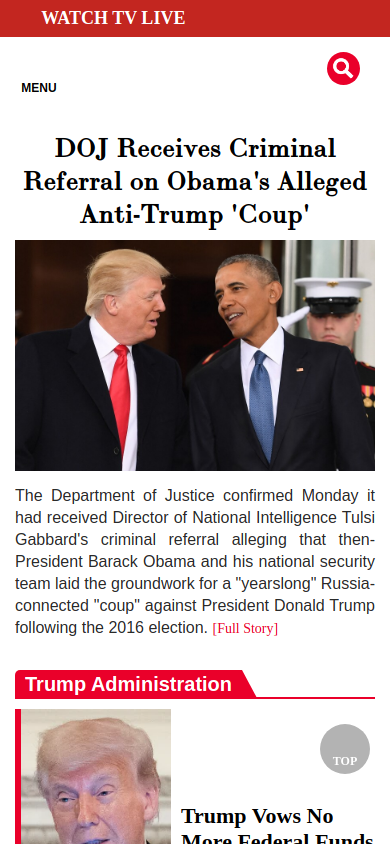 WATCH TV LIVE
MENU
DOJ Receives Criminal
Referral on Obama's Alleged
Anti-Trump 'Coup'
The Department of Justice confirmed Monday it
had received Director of National Intelligence Tulsi
Gabbard's criminal referral alleging that then-
President Barack Obama and his national security
team laid the groundwork for a "yearslong" Russia-
connected "coup" against President Donald Trump
following the 2016 election. [Full Story]
Trump Administration
TOP
Trump Vows No
More Federal Funds